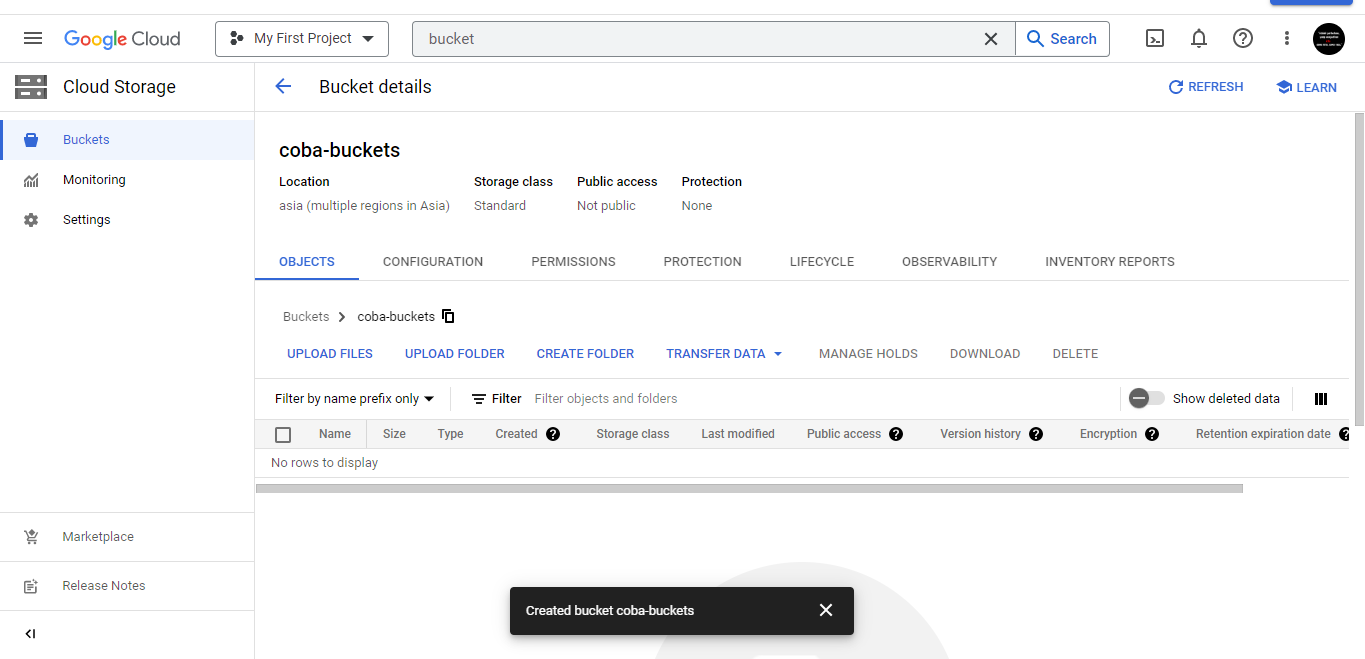 Google Cloud
My First Project
bucket
Search
Cloud Storage
Bucket details
REFRESH
LEARN
Buckets
Monitoring
Settings
Marketplace
Release Notes
coba-buckets
Location Storage class Public access Protection
asia (multiple regions in Asia) Standard Not public None
OBJECTS CONFIGURATION PERMISSIONS PROTECTION LIFECYCLE OBSERVABILITY INVENTORY REPORTS
Buckets > coba-buckets
UPLOAD FILES UPLOAD FOLDER CREATE FOLDER TRANSFER DATA MANAGE HOLDS DOWNLOAD DELETE
Filter by name prefix only Filter Filter objects and folders Show deleted data
Name Size Type Created Storage class Last modified Public access Version history Encryption Retention expiration date
No rows to display
Created bucket coba-buckets